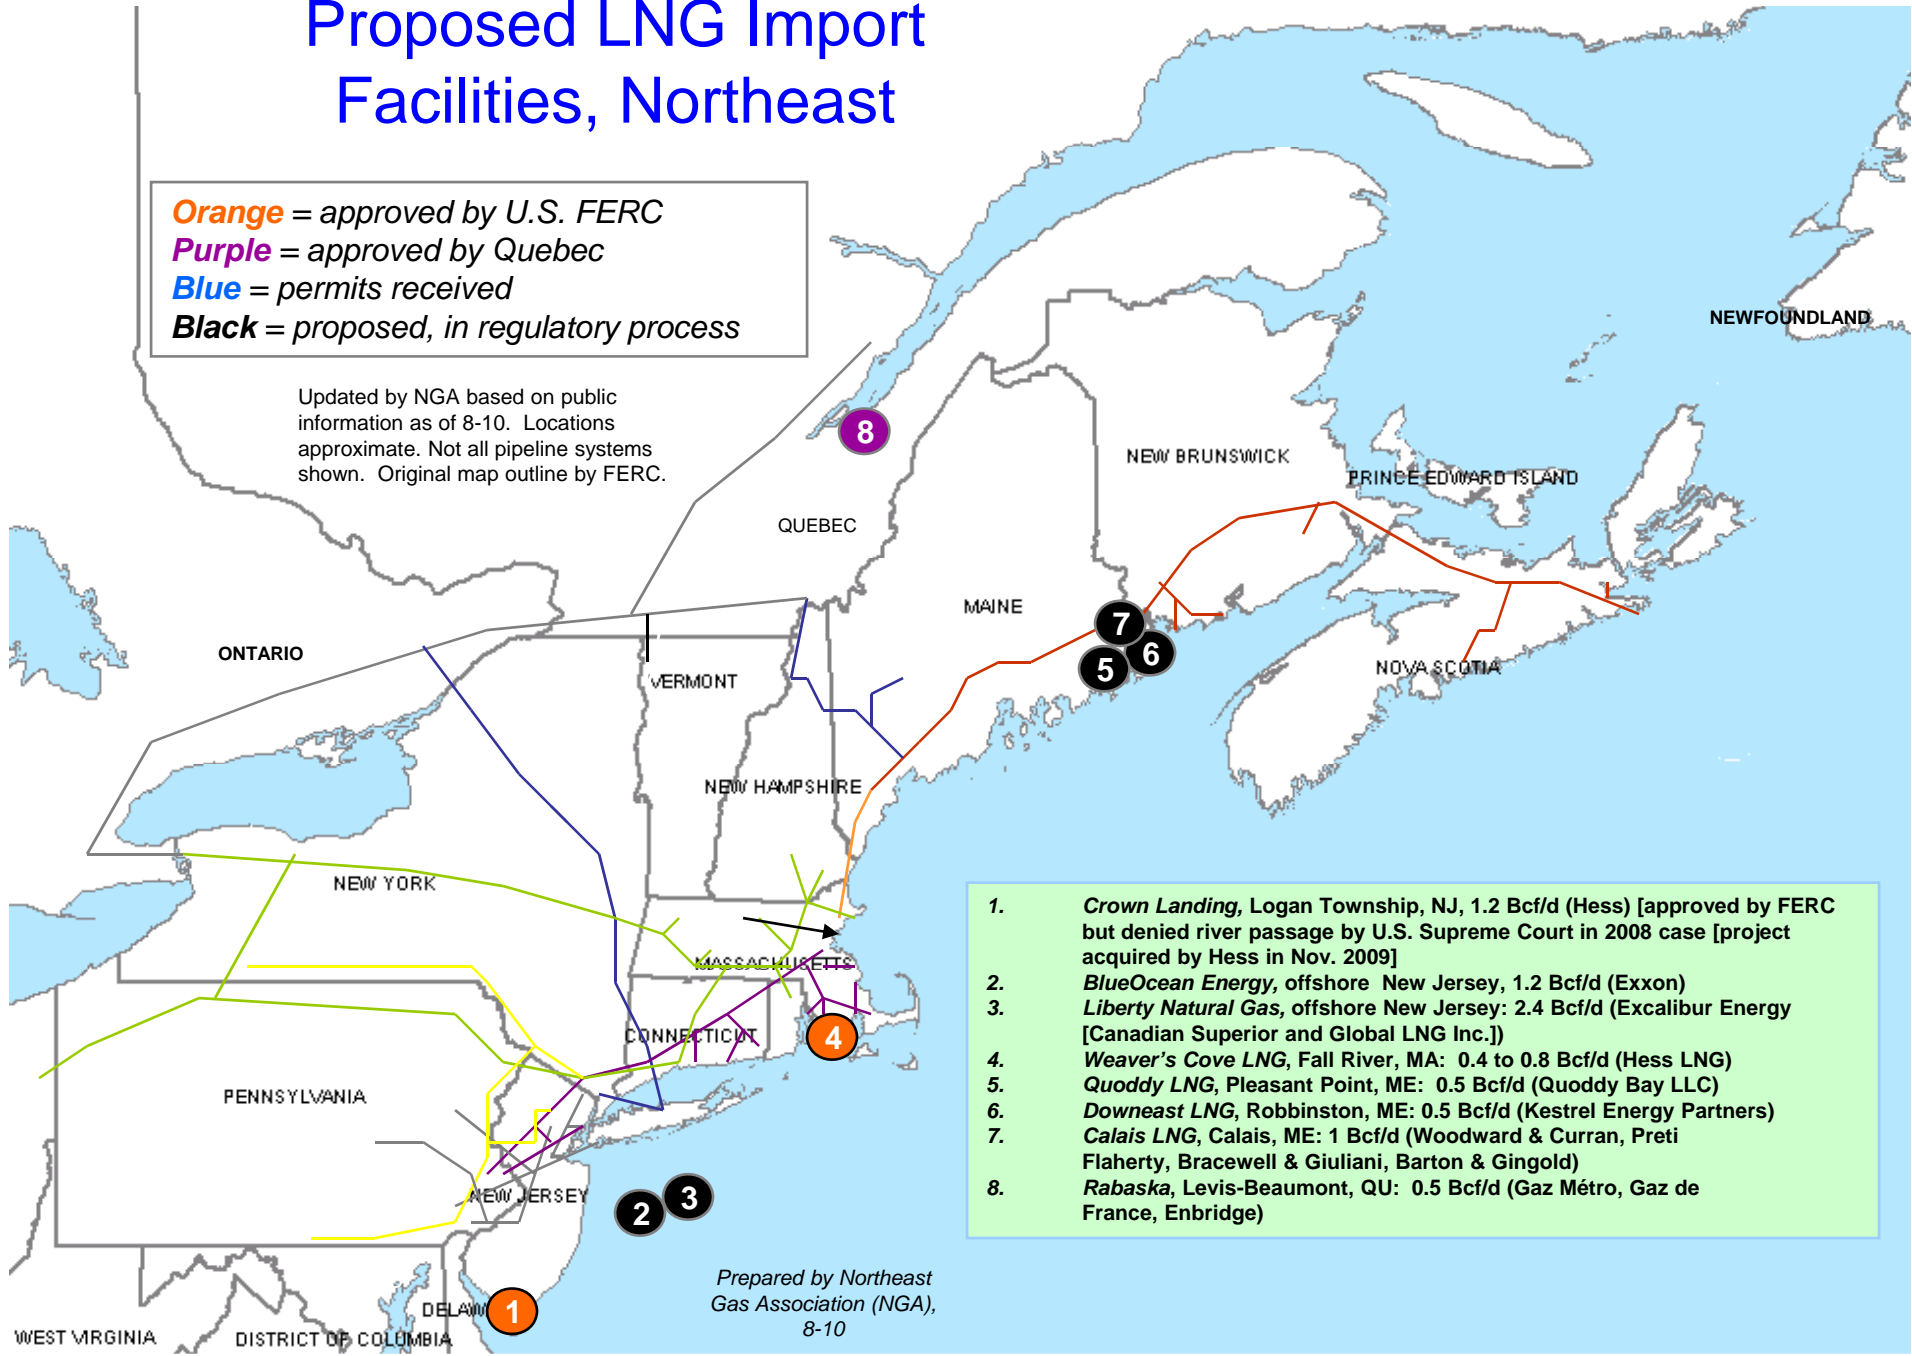 Proposed LNG Import
Facilities, Northeast
Orange = approved by U.S. FERC
Purple = approved by Quebec
Blue = permits received
Black = proposed, in regulatory process
Updated by NGA based on public
information as of 8-10. Locations
approximate. Not all pipeline systems
shown. Original map outline by FERC.
NEWFOUNDLAND
8
NEW BRUNSWICK
PRINCE EDWARD ISLAND
QUEBEC
MAINE
7
6
5
NOVA SCOTIA
ONTARIO
VERMONT
NEW HAMPSHIRE
NEW YORK
MASSACHUSETTS
CONNECTICUT
4
PENNSYLVANIA
NEW JERSEY
2
3
1
DELAW
WEST VIRGINIA
DISTRICT OF COLUMBIA
1. Crown Landing, Logan Township, NJ, 1.2 Bcf/d (Hess) [approved by FERC
but denied river passage by U.S. Supreme Court in 2008 case [project
acquired by Hess in Nov. 2009]
2. BlueOcean Energy, offshore New Jersey, 1.2 Bcf/d (Exxon)
3. Liberty Natural Gas, offshore New Jersey: 2.4 Bcf/d (Excalibur Energy
[Canadian Superior and Global LNG Inc.])
4. Weaver's Cove LNG, Fall River, MA: 0.4 to 0.8 Bcf/d (Hess LNG)
5. Quoddy LNG, Pleasant Point, ME: 0.5 Bcf/d (Quoddy Bay LLC)
6. Downeast LNG, Robbinston, ME: 0.5 Bcf/d (Kestrel Energy Partners)
7. Calais LNG, Calais, ME: 1 Bcf/d (Woodward & Curran, Preti
Flaherty, Bracewell & Giuliani, Barton & Gingold)
8. Rabaska, Levis-Beaumont, QU: 0.5 Bcf/d (Gaz Métro, Gaz de
France, Enbridge)
Prepared by Northeast
Gas Association (NGA),
8-10